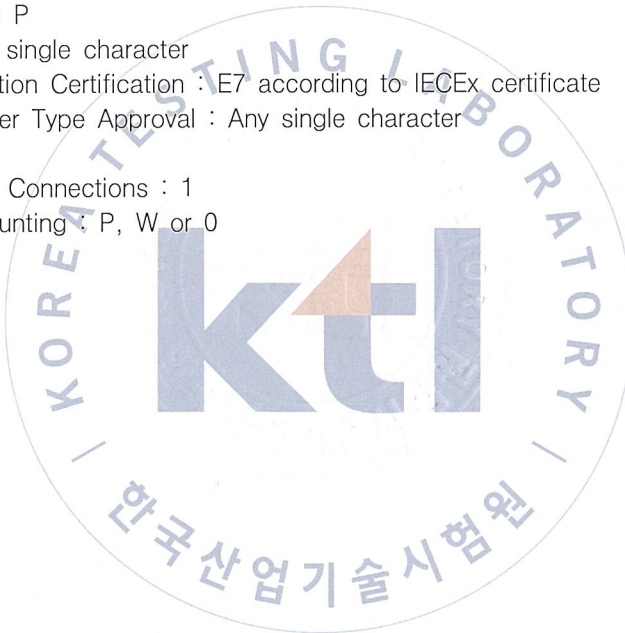 P
single character
tion Certification : E7 according to IECEx certificate
er Type Approval : Any single character
Connections : 1
unting : P, W or 0
KOREA TESTING LABORATORY
ktl
한국산업기술시험원